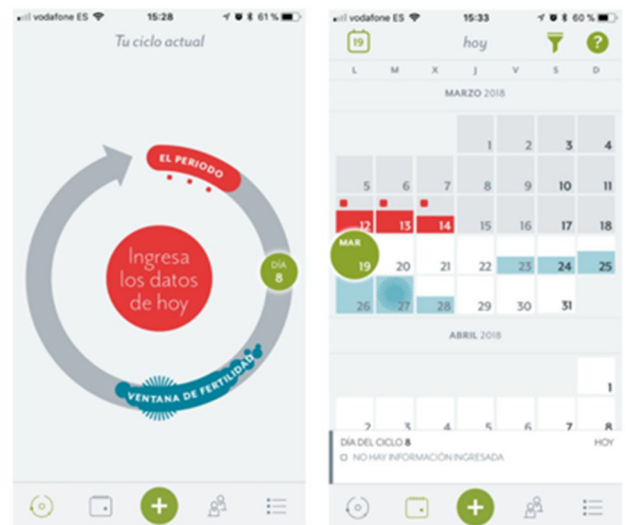 vodafone ES 15:28 61 %
Tu ciclo actual
EL PERIODO
Ingresa
los datos
de hoy
DÍA
8
VENTANA DE FERTILIDAD
vodafone ES 15:33 60 %
19 hoy ?
L M X J V S D
MARZO 2018
1 2 3 4
5 6 7 8 9 10 11
12 13 14 15 16 17 18
MAR
19 20 21 22 23 24 25
26 27 28 29 30 31
ABRIL 2018
1
2 3 4 5 6 7 8
DÍA DEL CICLO 8 HOY
NO HAY INFORMACIÓN INGRESADA